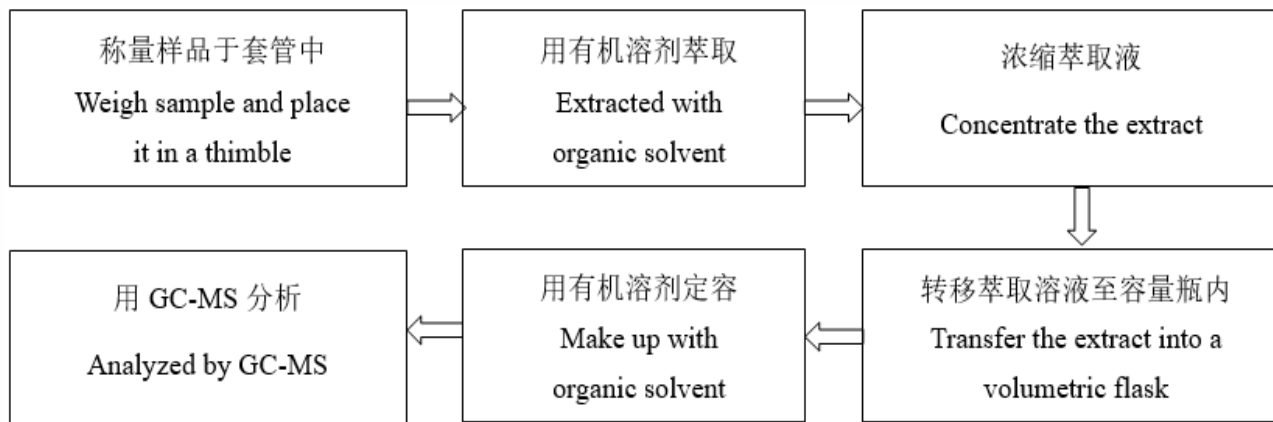 称量样品于套管中
Weigh sample and place
it in a thimble
用有机溶剂萃取
Extracted with
organic solvent
浓缩萃取液
Concentrate the extract
转移萃取溶液至容量瓶内
Transfer the extract into a
volumetric flask
用有机溶剂定容
Make up with
organic solvent
用 GC-MS 分析
Analyzed by GC-MS